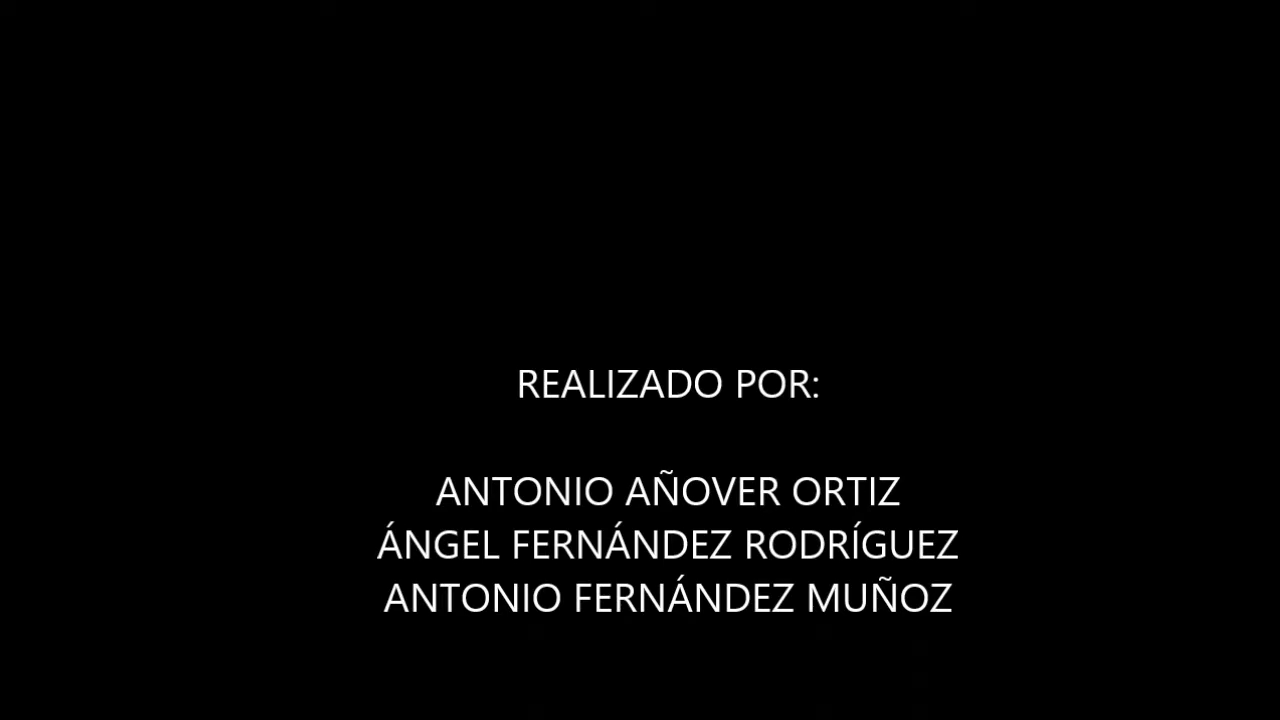 REALIZADO POR:
ANTONIO AÑOVER ORTIZ
ÁNGEL FERNÁNDEZ RODRÍGUEZ
ANTONIO FERNÁNDEZ MUÑOZ